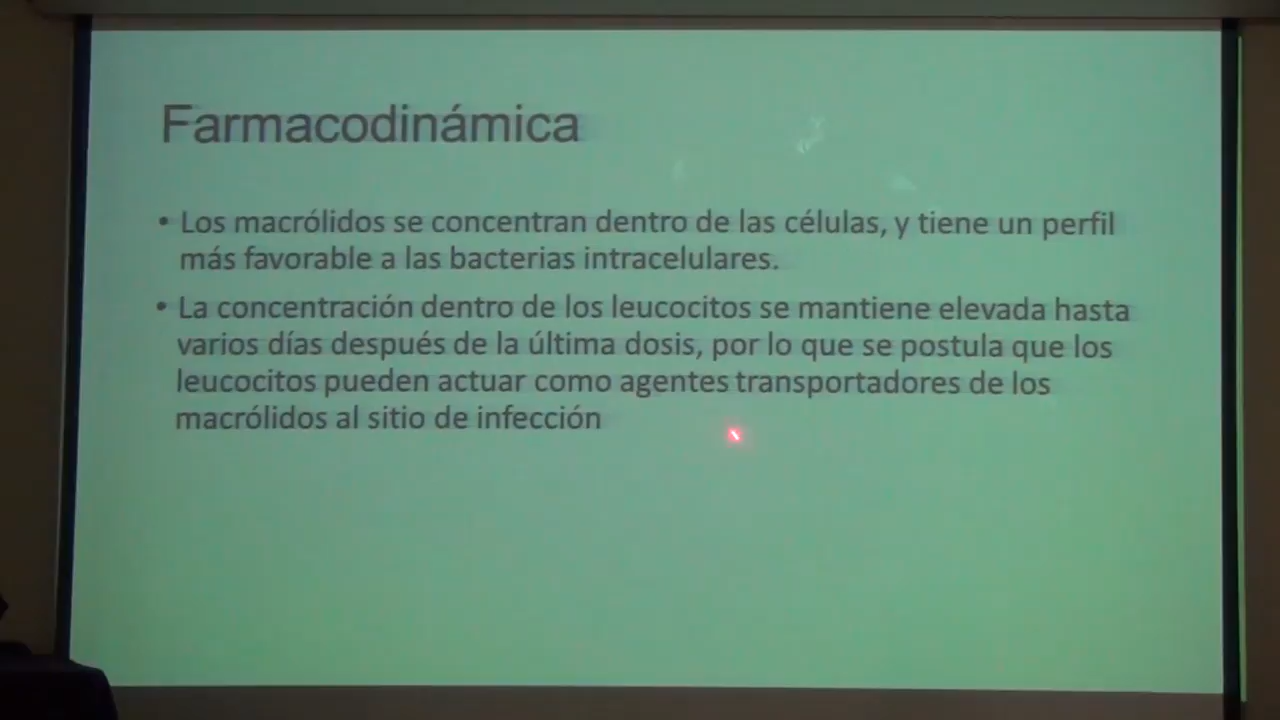 Farmacodinámica
• Los macrólidos se concentran dentro de las células, y tiene un perfil
más favorable a las bacterias intracelulares.
• La concentración dentro de los leucocitos se mantiene elevada hasta
varios días después de la última dosis, por lo que se postula que los
leucocitos pueden actuar como agentes transportadores de los
macrólidos al sitio de infección